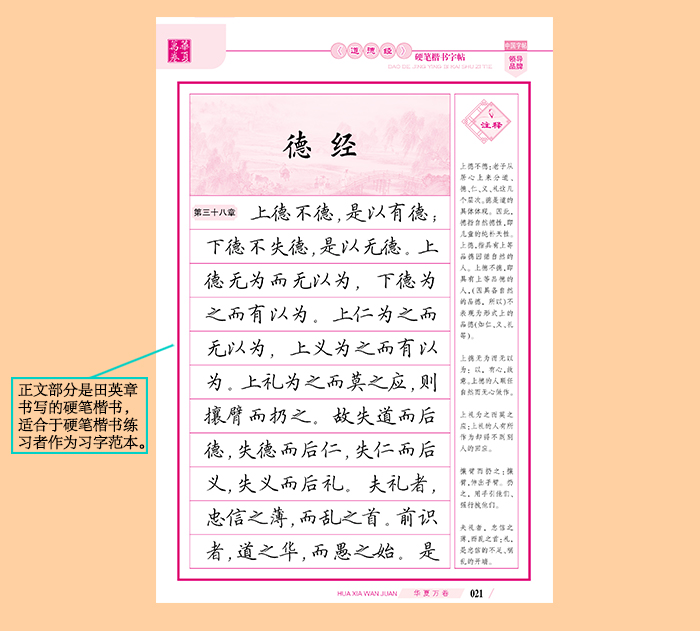 華夏
萬卷
《道德经》
硬笔楷书字帖
DAO DE JING YING BI KAI SHU ZI TIE
中国字帖
领导
品牌
德经
第三十八章 上德不德,是以有德;
下德不失德,是以无德。上
德无为而无以为, 下德为
之而有以为。上仁为之而
无以为, 上义为之而有以
为。上礼为之而莫之应,则
攘臂而扔之。故失道而后
德,失德而后仁,失仁而后
义,失义而后礼。夫礼者,
忠信之薄,而乱之首。前识
者,道之华,而愚之始。是
注释
上德不德:老子从
居心上来分道、
德、仁、义、礼这几
个层次。德是道的
具体体现。因此,
德指自然德性,即
儿童的纯朴天性。
上德,指具有上等
品德因循自然的
人。上德不德,即
具有上等品德的
人,(因具备自然
的品德,所以)不
表现为形式上的
品德(如仁、义、礼
等)。
上德无为而无以
为:以,有心,故
意。上德的人顺任
自然而无心做作。
上礼为之而莫之
应:上礼的人有所
作为却得不到别
人的回应。
攘臂而扔之:攘
臂,伸出手臂。扔
之,用手引他们、
强行拽他们。
夫礼者,忠信之
薄,而乱之首:礼,
是忠信的不足、祸
乱的开端。
正文部分是田英章
书写的硬笔楷书，
适合于硬笔楷书练
习者作为习字范本。
HUA XIA WAN JUAN 华夏万卷 021